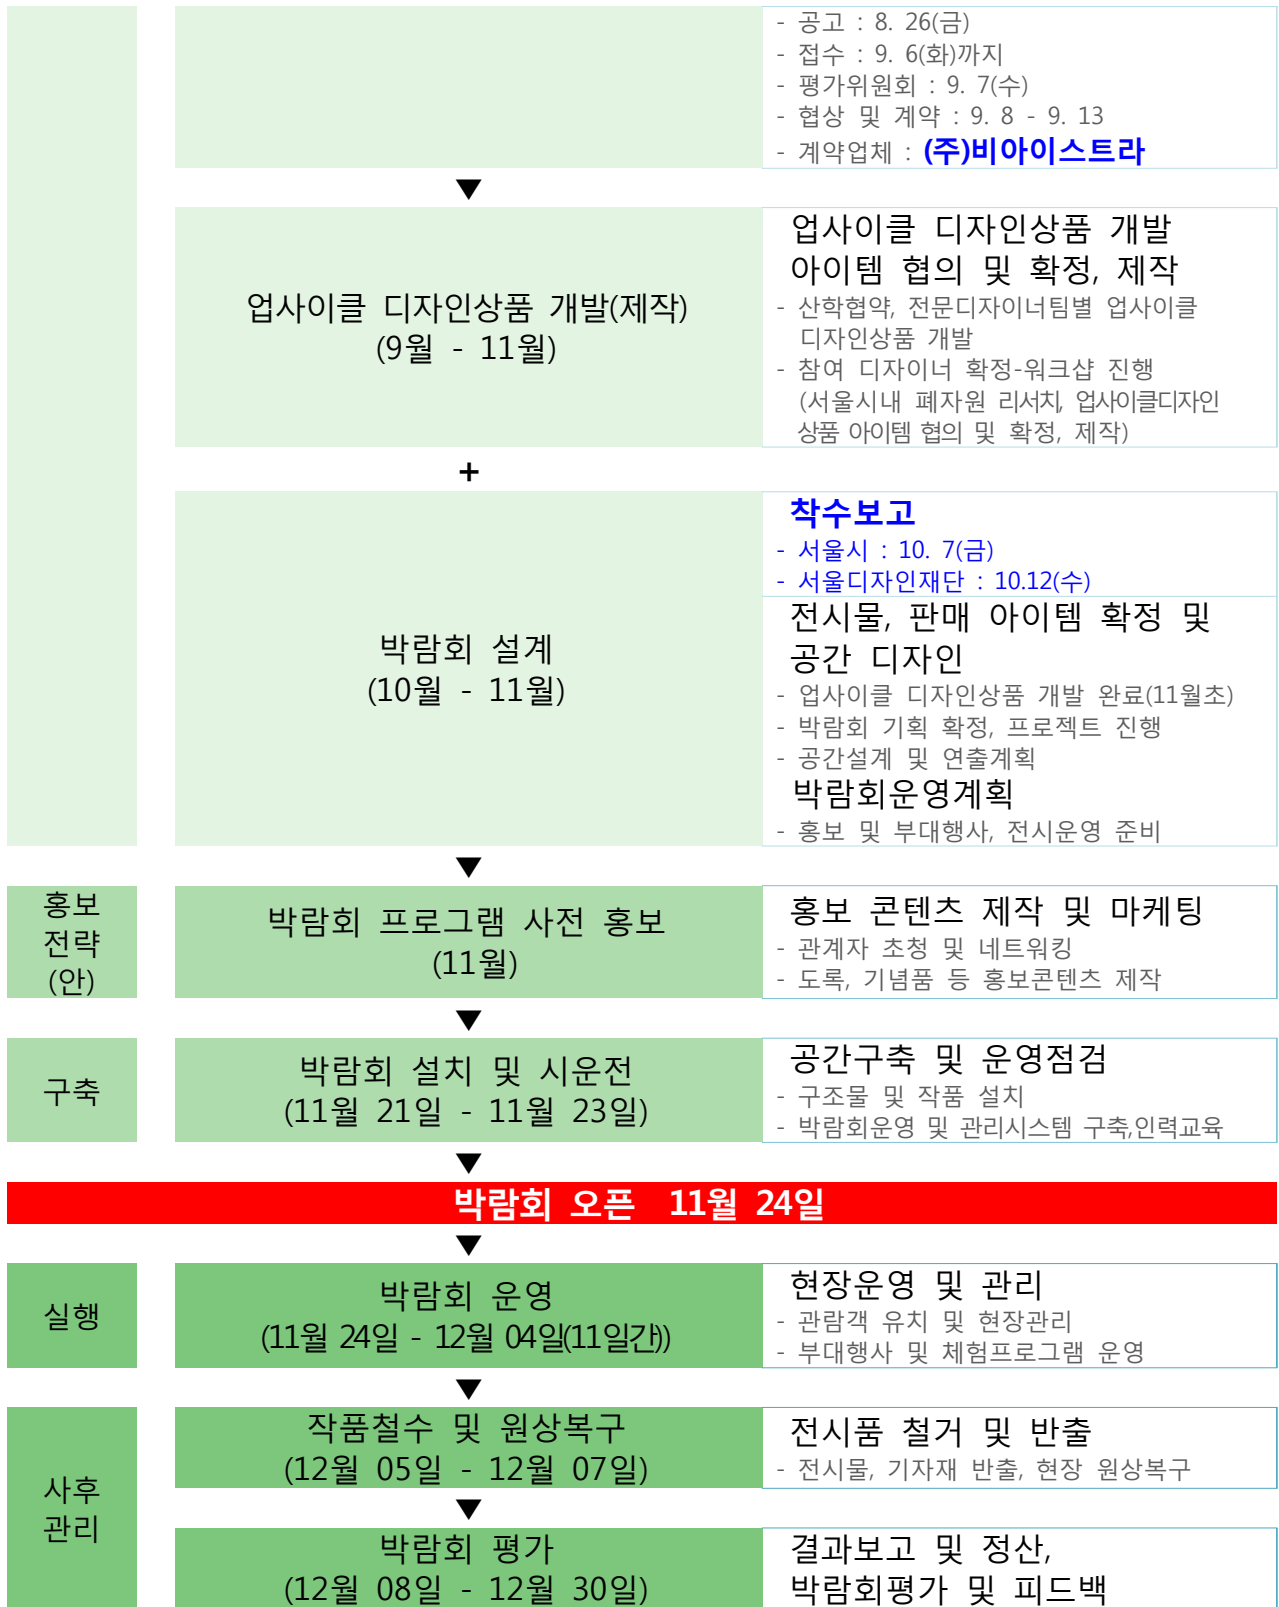 - 공고 : 8. 26(금)
- 접수 : 9. 6(화)까지
- 평가위원회 : 9. 7(수)
- 협상 및 계약 : 9. 8 - 9. 13
- 계약업체 : (주)비아이스트라
▼
업사이클 디자인상품 개발(제작)
(9월 - 11월)
업사이클 디자인상품 개발
아이템 협의 및 확정, 제작
- 산학협약, 전문디자이너팀별 업사이클
디자인상품 개발
- 참여 디자이너 확정-워크샵 진행
(서울시내 폐자원 리서치, 업사이클디자인
상품 아이템 협의 및 확정, 제작)
+
박람회 설계
(10월 - 11월)
착수보고
- 서울시 : 10. 7(금)
- 서울디자인재단 : 10.12(수)
전시물, 판매 아이템 확정 및
공간 디자인
- 업사이클 디자인상품 개발 완료(11월초)
- 박람회 기획 확정, 프로젝트 진행
- 공간설계 및 연출계획
박람회운영계획
- 홍보 및 부대행사, 전시운영 준비
▼
홍보
전략
(안)
박람회 프로그램 사전 홍보
(11월)
홍보 콘텐츠 제작 및 마케팅
- 관계자 초청 및 네트워킹
- 도록, 기념품 등 홍보콘텐츠 제작
▼
구축
박람회 설치 및 시운전
(11월 21일 - 11월 23일)
공간구축 및 운영점검
- 구조물 및 작품 설치
- 박람회운영 및 관리시스템 구축,인력교육
▼
박람회 오픈 11월 24일
▼
실행
박람회 운영
(11월 24일 - 12월 04일(11일간))
현장운영 및 관리
- 관람객 유치 및 현장관리
- 부대행사 및 체험프로그램 운영
▼
사후
관리
작품철수 및 원상복구
(12월 05일 - 12월 07일)
전시품 철거 및 반출
- 전시물, 기자재 반출, 현장 원상복구
▼
박람회 평가
(12월 08일 - 12월 30일)
결과보고 및 정산,
박람회평가 및 피드백